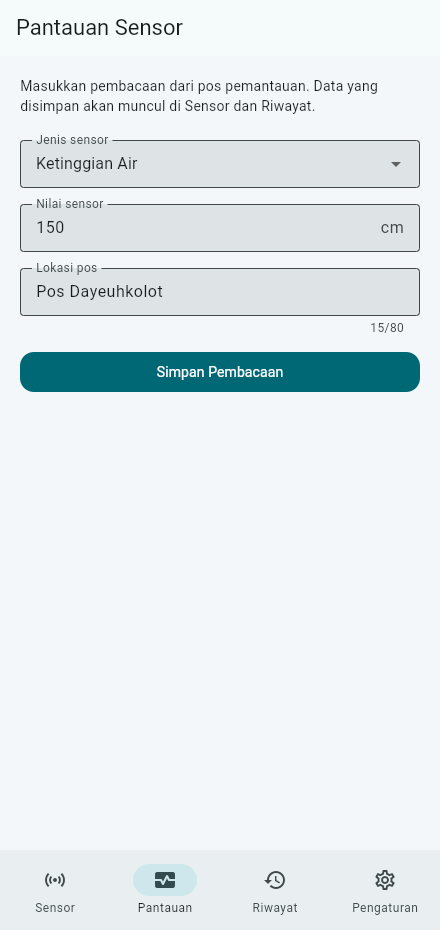 Pantauan Sensor
Masukkan pembacaan dari pos pemantauan. Data yang
disimpan akan muncul di Sensor dan Riwayat.
Jenis sensor
Ketinggian Air
Nilai sensor
150 cm
Lokasi pos
Pos Dayeuhkolot
15/80
Simpan Pembacaan
Sensor Pantauan Riwayat Pengaturan